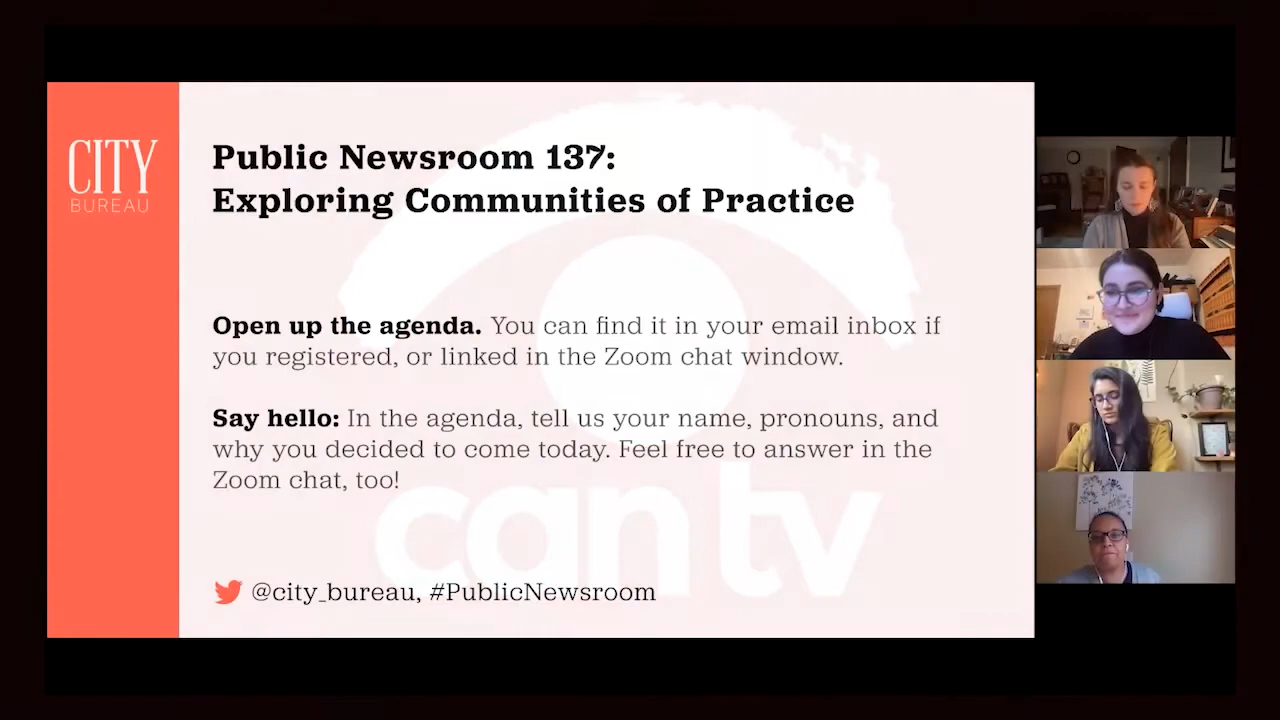 CITY
BUREAU
Public Newsroom 137:
Exploring Communities of Practice
Open up the agenda. You can find it in your email inbox if
you registered, or linked in the Zoom chat window.
Say hello: In the agenda, tell us your name, pronouns, and
why you decided to come today. Feel free to answer in the
Zoom chat, too!
can tv
@city_bureau, #PublicNewsroom